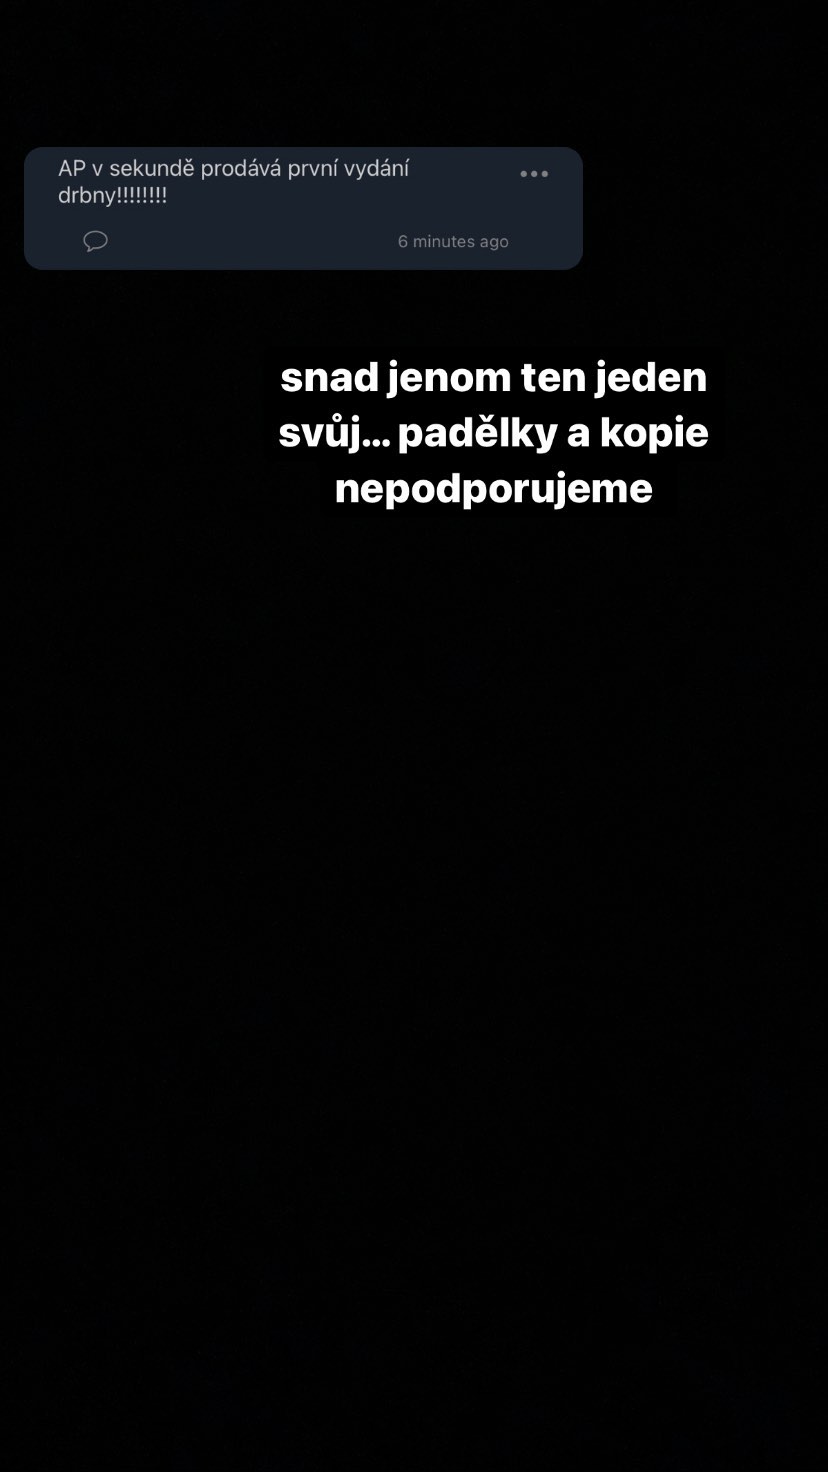 AP v sekundě prodává první vydání
drbny!!!!!!!!
6 minutes ago
snad jenom ten jeden
svůj... padělky a kopie
nepodporujeme